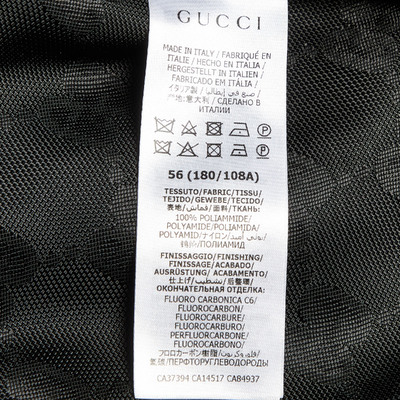 GUCCI
MADE IN ITALY / FABRIQUÉ EN
ITALIE / HECHO EN ITALIA /
HERGESTELLT IN ITALIEN /
FABRICADO EM ITÁLIA /
イタリア製 / صنع في إيطاليا /
产地:意大利 / СДЕЛАНО В
ИТАЛИИ
56 (180/108A)
TESSUTO/FABRIC/TISSU/
TEJIDO/GEWEBE/TECIDO/
表地/قماش/面料/ТКАНЬ:
100% POLIAMMIDE/
POLYAMIDE/POLIAMIDA/
POLYAMID/ナイロン/بولي أميد/
锦纶/ПОЛИАМИД
FINISSAGGIO/FINISHING/
FINISSAGE/ACABADO/
AUSRÜSTUNG/ACABAMENTO/
仕上げ/تشطيب/后整理/
ОКОНЧАТЕЛЬНАЯ ОТДЕЛКА:
FLUORO CARBONICA C6/
FLUOROCARBON/
FLUOROCARBURE/
FLUOROCARBURO/
PERFLUORCARBONE/
FLUOROCARBONO/
フロロカーボン樹脂/فلوروكربون/
碳氟/ПЕРФТОРУГЛЕВОДОРОД
CA37394 CA14517 CA84937